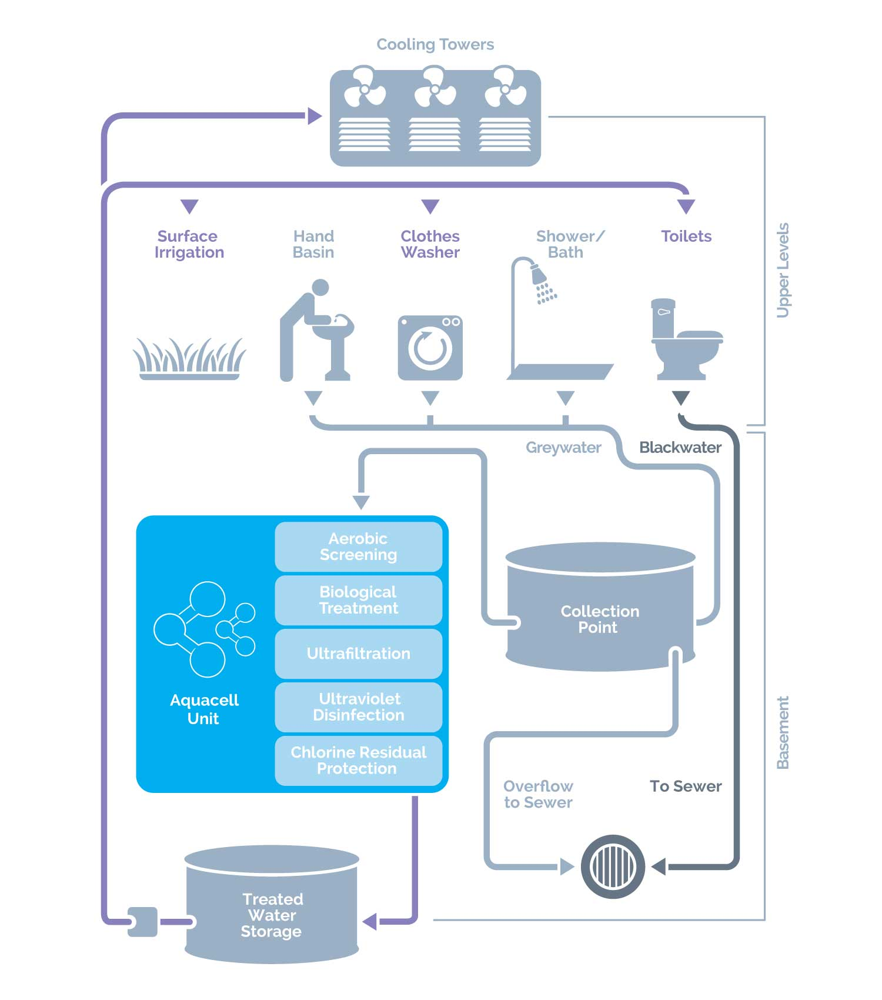 Cooling Towers
Surface
Irrigation
Hand
Basin
Clothes
Washer
Shower/
Bath
Toilets
Upper Levels
Greywater
Blackwater
Aerobic
Screening
Biological
Treatment
Ultrafiltration
Ultraviolet
Disinfection
Chlorine Residual
Protection
Aquacell
Unit
Collection
Point
Basement
Overflow
to Sewer
To Sewer
Treated
Water
Storage